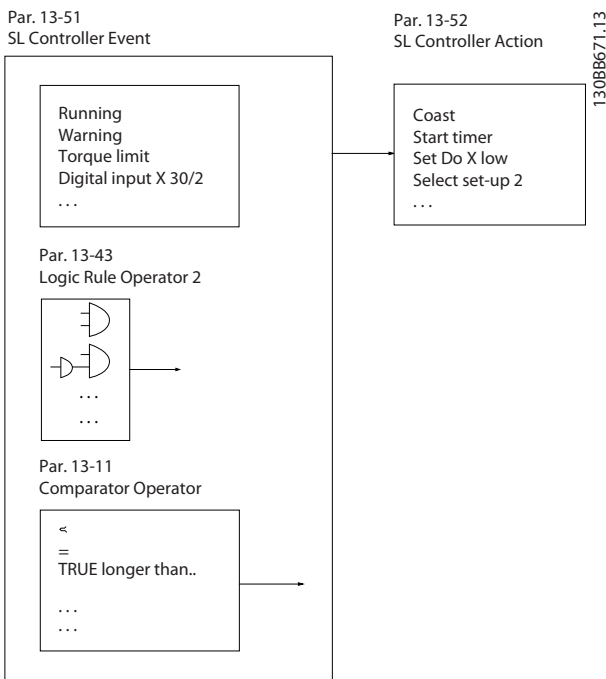 Par. 13-51
SL Controller Event
Par. 13-52
SL Controller Action
130BB671.13
Running
Warning
Torque limit
Digital input X 30/2
. . .
Coast
Start timer
Set Do X low
Select set-up 2
. . .
Par. 13-43
Logic Rule Operator 2
. . .
. . .
Par. 13-11
Comparator Operator
<
=
TRUE longer than..
. . .
. . .